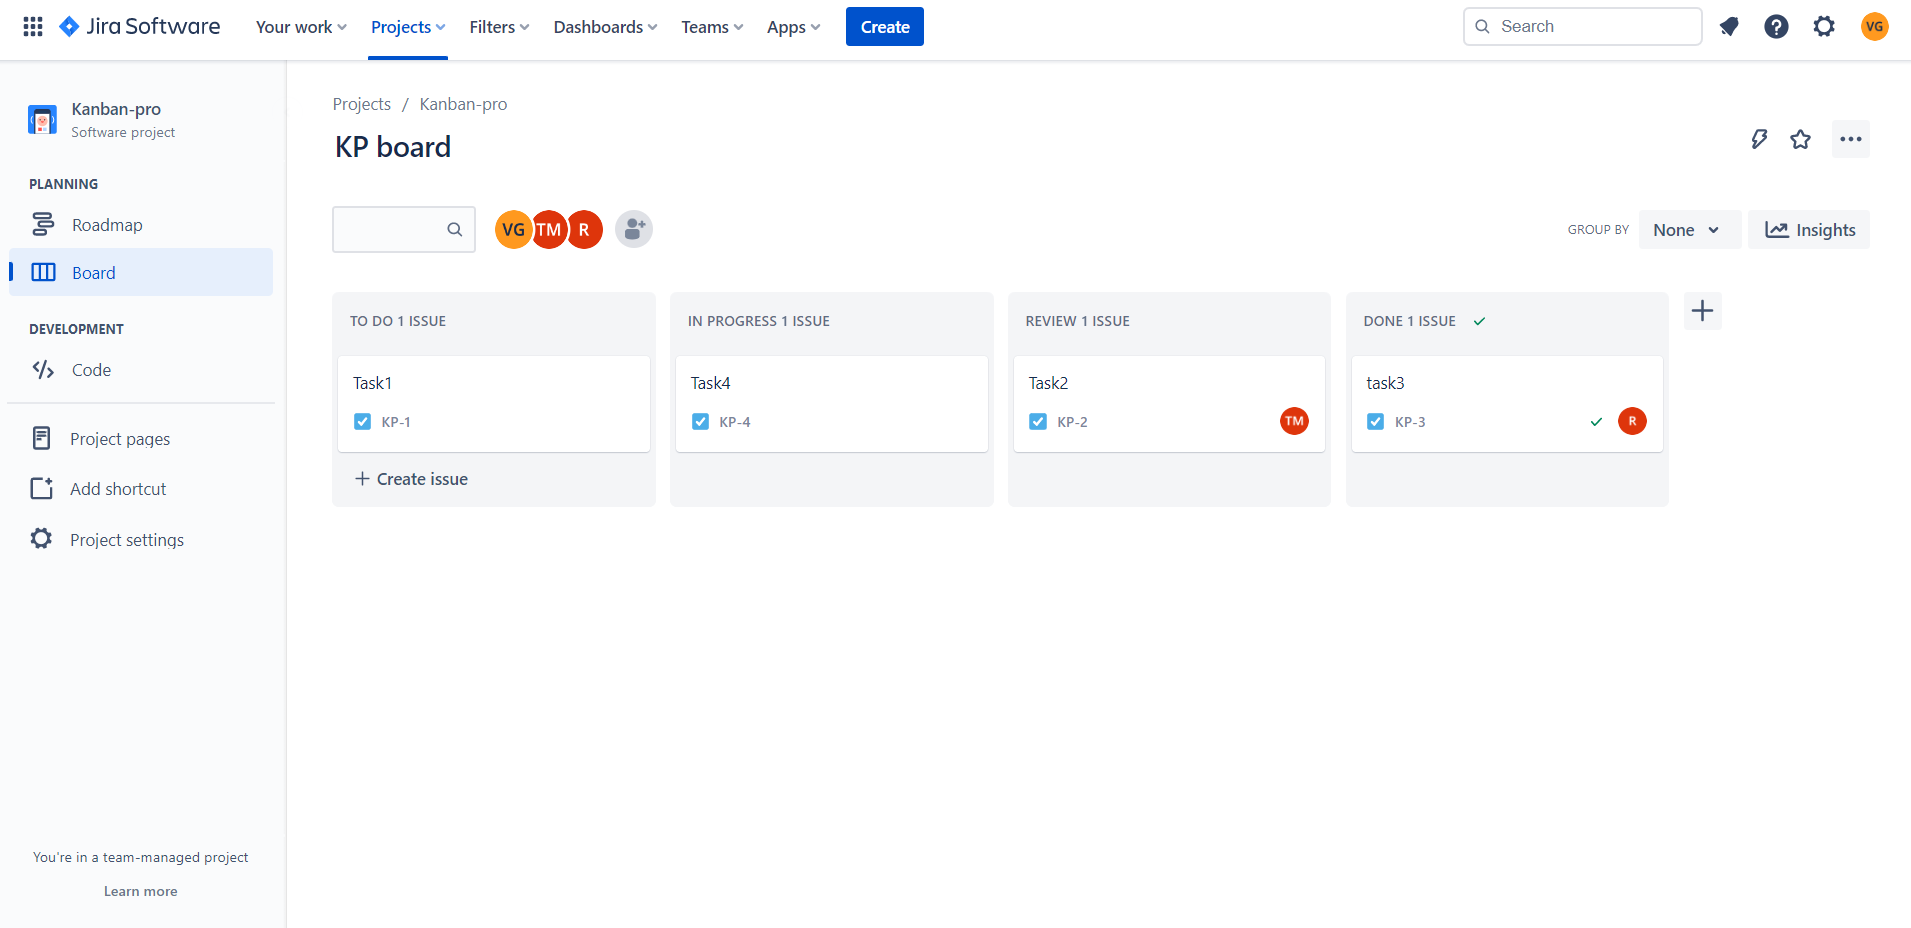 Jira Software Your work Projects Filters Dashboards Teams Apps Create Search VG
Kanban-pro
Software project
PLANNING
Roadmap
Board
DEVELOPMENT
Code
Project pages
Add shortcut
Project settings
You're in a team-managed project
Learn more
Projects / Kanban-pro
KP board
VG TM R
GROUP BY None Insights
TO DO 1 ISSUE
Task1
KP-1
+ Create issue
IN PROGRESS 1 ISSUE
Task4
KP-4
REVIEW 1 ISSUE
Task2
KP-2 TM
DONE 1 ISSUE
task3
KP-3 R